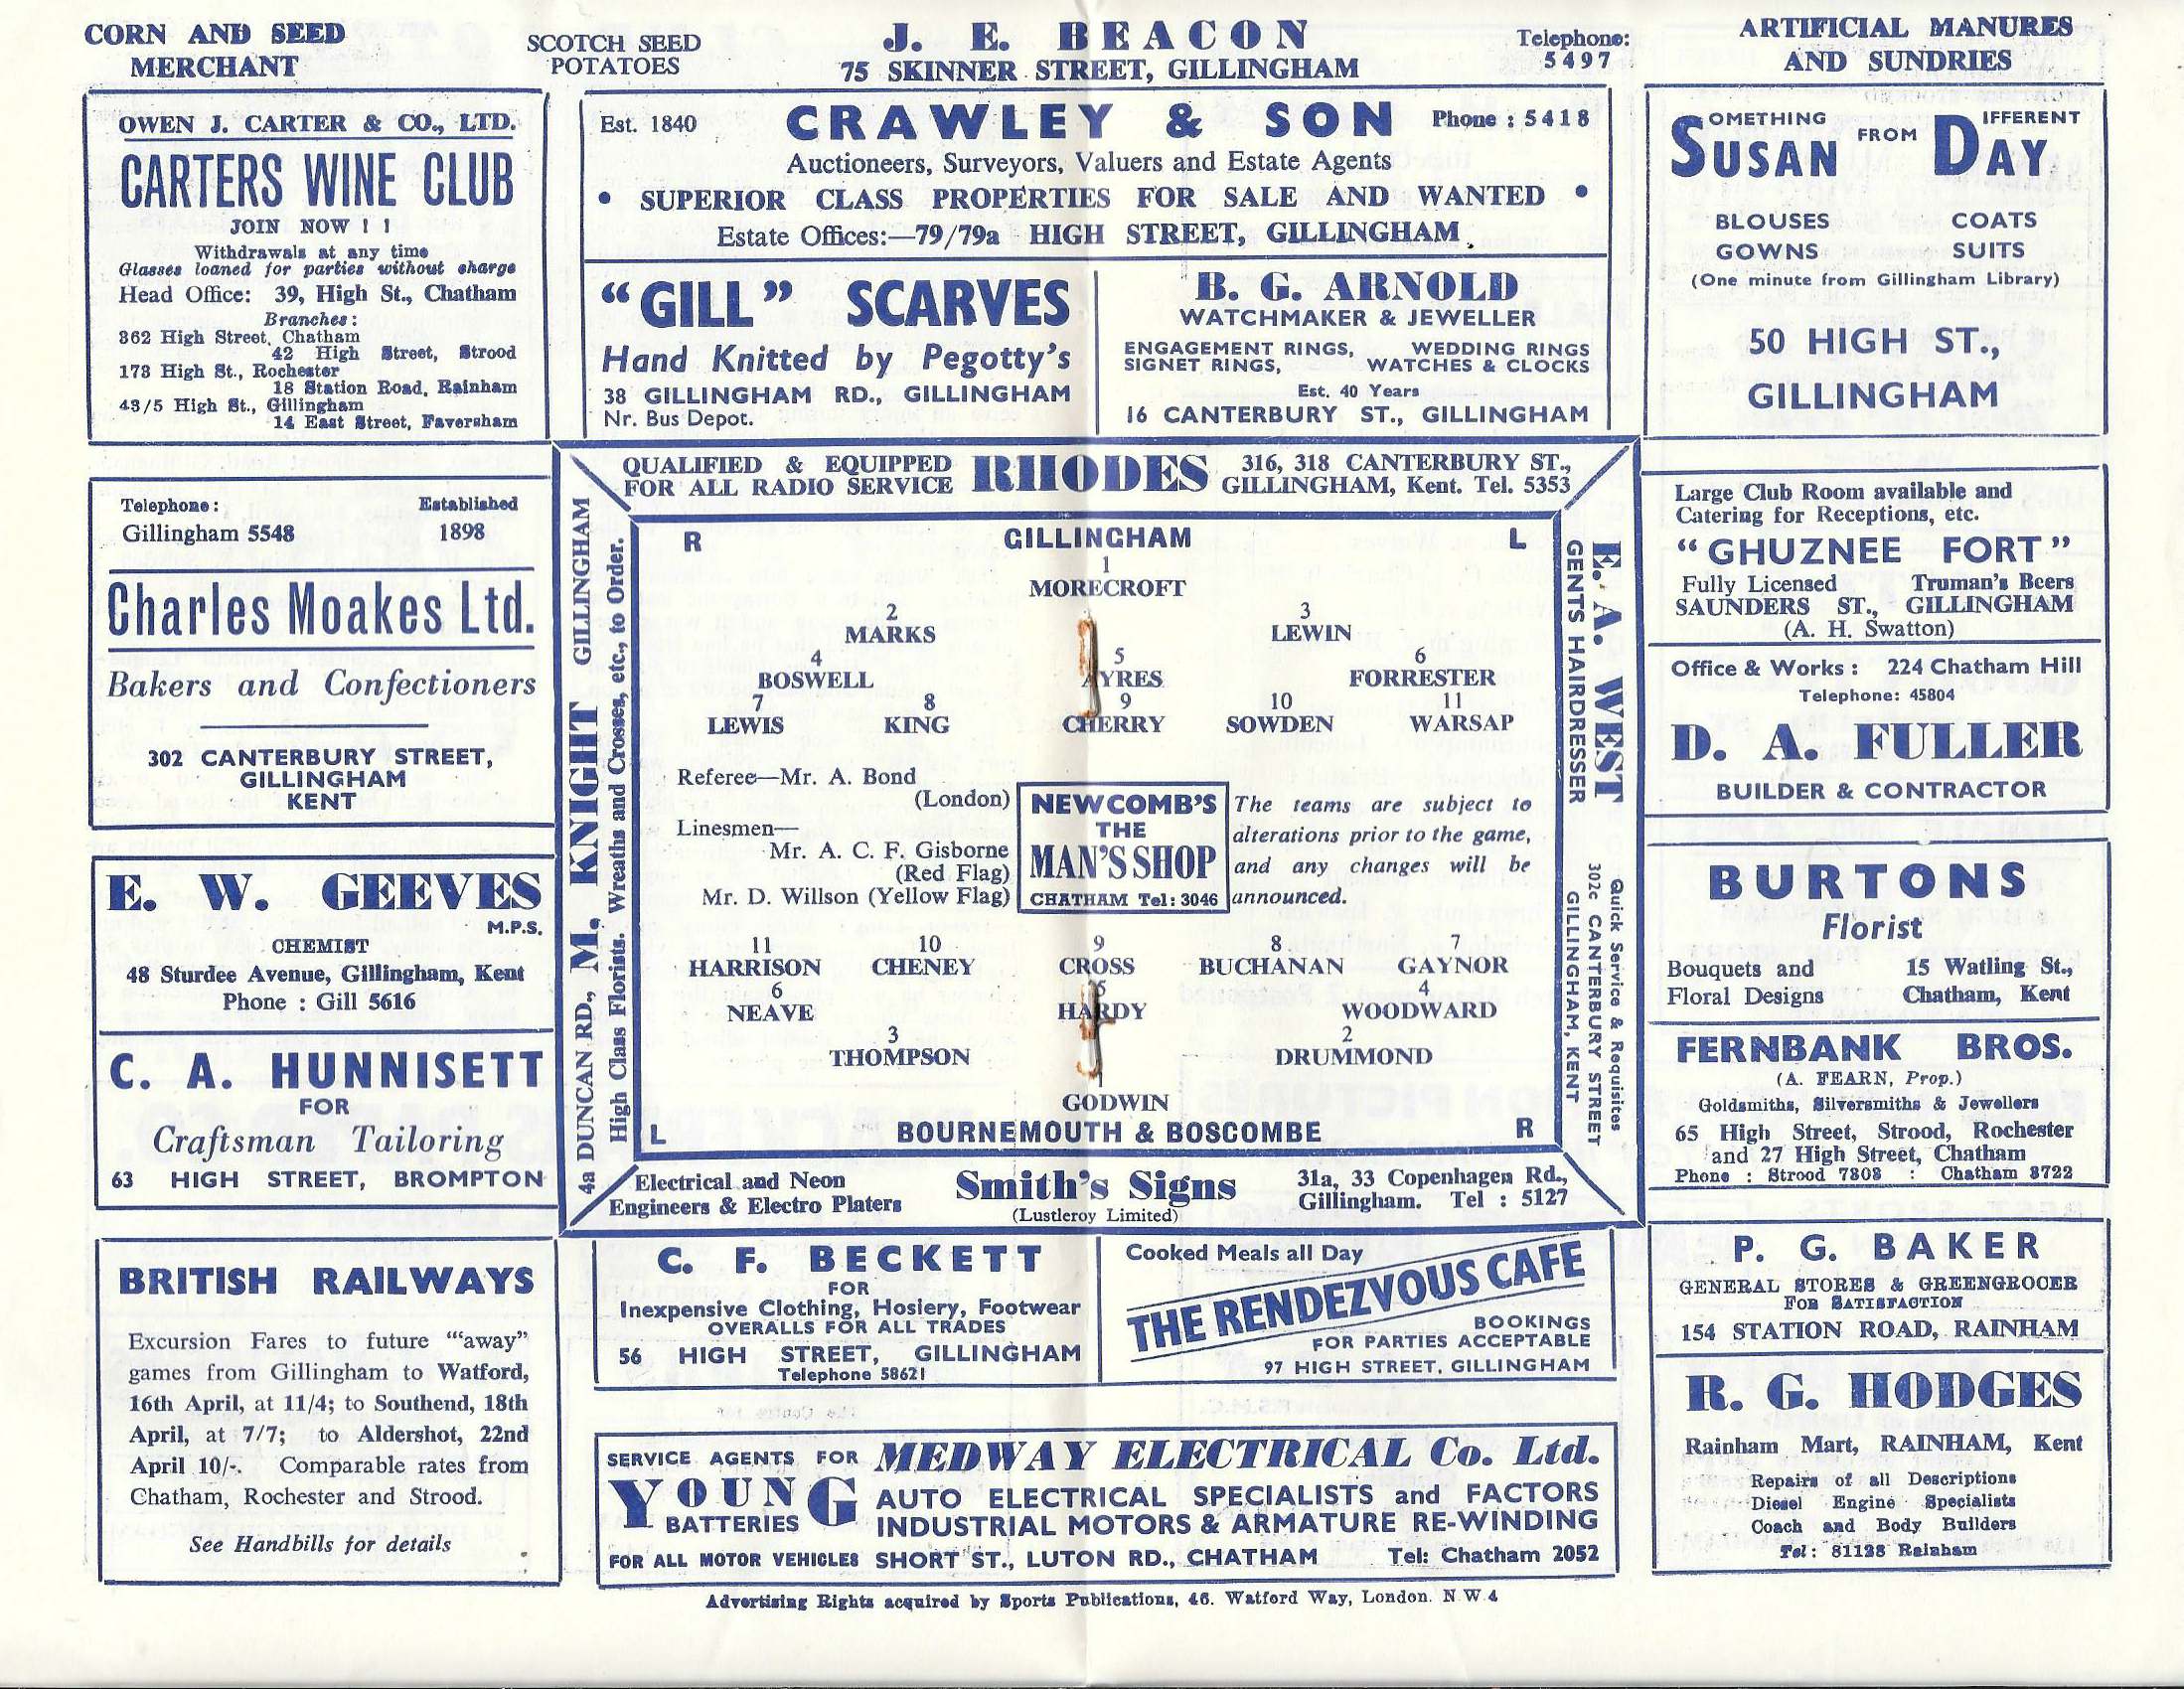 CORN AND SEED
MERCHANT
SCOTCH SEED
POTATOES
J. E. BEACON
75 SKINNER STREET, GILLINGHAM
Telephone:
5497
ARTIFICIAL MANURES
AND SUNDRIES
OWEN J. CARTER & CO., LTD.
CARTERS WINE CLUB
JOIN NOW ! !
Withdrawals at any time
Glasses loaned for parties without charge
Head Office: 39, High St., Chatham
Branches:
362 High Street, Chatham
42 High Street, Strood
173 High St., Rochester
18 Station Road, Rainham
43/5 High St., Gillingham
14 East Street, Faversham
Est. 1840 CRAWLEY & SON Phone : 5418
Auctioneers, Surveyors, Valuers and Estate Agents
• SUPERIOR CLASS PROPERTIES FOR SALE AND WANTED •
Estate Offices:—79/79a HIGH STREET, GILLINGHAM.
"GILL" SCARVES
Hand Knitted by Pegotty's
38 GILLINGHAM RD., GILLINGHAM
Nr. Bus Depot.
B. G. ARNOLD
WATCHMAKER & JEWELLER
ENGAGEMENT RINGS, WEDDING RINGS
SIGNET RINGS, WATCHES & CLOCKS
Est. 40 Years
16 CANTERBURY ST., GILLINGHAM
SOMETHING FROM DIFFERENT
SUSAN DAY
BLOUSES COATS
GOWNS SUITS
(One minute from Gillingham Library)
50 HIGH ST.,
GILLINGHAM
Telephone: Established
Gillingham 5548 1898
Charles Moakes Ltd.
Bakers and Confectioners
302 CANTERBURY STREET,
GILLINGHAM
KENT
E. W. GEEVES
M.P.S.
CHEMIST
48 Sturdee Avenue, Gillingham, Kent
Phone : Gill 5616
C. A. HUNNISETT
FOR
Craftsman Tailoring
63 HIGH STREET, BROMPTON
QUALIFIED & EQUIPPED
FOR ALL RADIO SERVICE
RHODES
316, 318 CANTERBURY ST.,
GILLINGHAM, Kent. Tel. 5353
4a DUNCAN RD., M. KNIGHT GILLINGHAM
High Class Florists. Wreaths and Crosses, etc., to Order.
R GILLINGHAM L
1
MORECROFT
2 3
MARKS LEWIN
4 5 6
BOSWELL AYRES FORRESTER
7 8 9 10 11
LEWIS KING CHERRY SOWDEN WARSAP
Referee—Mr. A. Bond
(London)
Linesmen—
Mr. A. C. F. Gisborne
(Red Flag)
Mr. D. Willson (Yellow Flag)
NEWCOMB'S
THE
MAN'S SHOP
CHATHAM Tel: 3046
The teams are subject to
alterations prior to the game,
and any changes will be
announced.
11 10 9 8 7
HARRISON CHENEY CROSS BUCHANAN GAYNOR
6 5 4
NEAVE HARDY WOODWARD
3 2
THOMPSON DRUMMOND
1
GODWIN
L BOURNEMOUTH & BOSCOMBE R
E. A. WEST
GENTS HAIRDRESSER
Quick Service & Requisites
302c CANTERBURY STREET
GILLINGHAM, KENT
Electrical and Neon
Engineers & Electro Platers
Smith's Signs
(Lustleroy Limited)
31a, 33 Copenhagen Rd.,
Gillingham. Tel : 5127
Large Club Room available and
Catering for Receptions, etc.
"GHUZNEE FORT"
Fully Licensed Truman's Beers
SAUNDERS ST., GILLINGHAM
(A. H. Swatton)
Office & Works : 224 Chatham Hill
Telephone: 45804
D. A. FULLER
BUILDER & CONTRACTOR
BURTONS
Florist
Bouquets and 15 Watling St.,
Floral Designs Chatham, Kent
FERNBANK BROS.
(A. FEARN, Prop.)
Goldsmiths, Silversmiths & Jewellers
65 High Street, Strood, Rochester
and 27 High Street, Chatham
Phone : Strood 7808 : Chatham 3722
BRITISH RAILWAYS
Excursion Fares to future "'away"
games from Gillingham to Watford,
16th April, at 11/4; to Southend, 18th
April, at 7/7; to Aldershot, 22nd
April 10/-. Comparable rates from
Chatham, Rochester and Strood.
See Handbills for details
C. F. BECKETT
FOR
Inexpensive Clothing, Hosiery, Footwear
OVERALLS FOR ALL TRADES
56 HIGH STREET, GILLINGHAM
Telephone 58621
Cooked Meals all Day
THE RENDEZVOUS CAFE
BOOKINGS
FOR PARTIES ACCEPTABLE
97 HIGH STREET, GILLINGHAM
SERVICE AGENTS FOR
YOUNG
BATTERIES
FOR ALL MOTOR VEHICLES
MEDWAY ELECTRICAL Co. Ltd.
AUTO ELECTRICAL SPECIALISTS and FACTORS
INDUSTRIAL MOTORS & ARMATURE RE-WINDING
SHORT ST., LUTON RD., CHATHAM Tel: Chatham 2052
P. G. BAKER
GENERAL STORES & GREENGROCER
FOR SATISFACTION
154 STATION ROAD, RAINHAM
R. G. HODGES
Rainham Mart, RAINHAM, Kent
Repairs of all Descriptions
Diesel Engine Specialists
Coach and Body Builders
Tel: 81128 Rainham
Advertising Rights acquired by Sports Publications, 46. Watford Way, London. N W 4